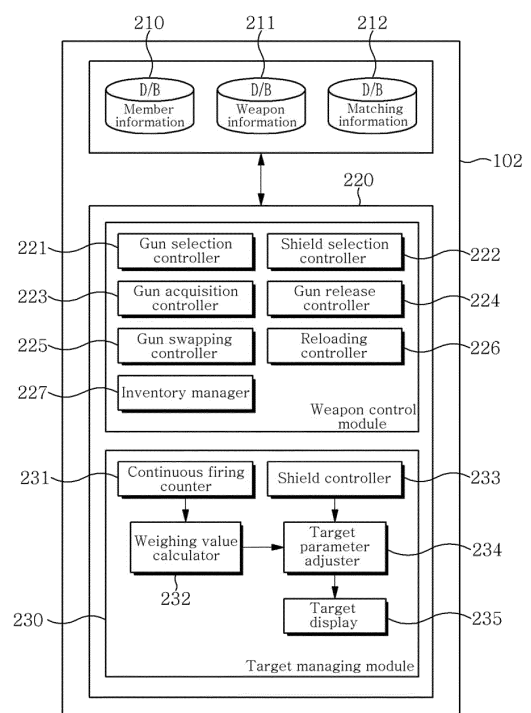 210
211
212
D/B
Member
information
D/B
Weapon
information
D/B
Matching
information
102
220
221
Gun selection
controller
Shield selection
controller
222
223
Gun acquisition
controller
Gun release
controller
224
225
Gun swapping
controller
Reloading
controller
226
227
Inventory manager
Weapon control
module
231
Continuous firing
counter
Shield controller
233
Weighing value
calculator
232
Target
parameter
adjuster
234
230
Target
display
235
Target managing module